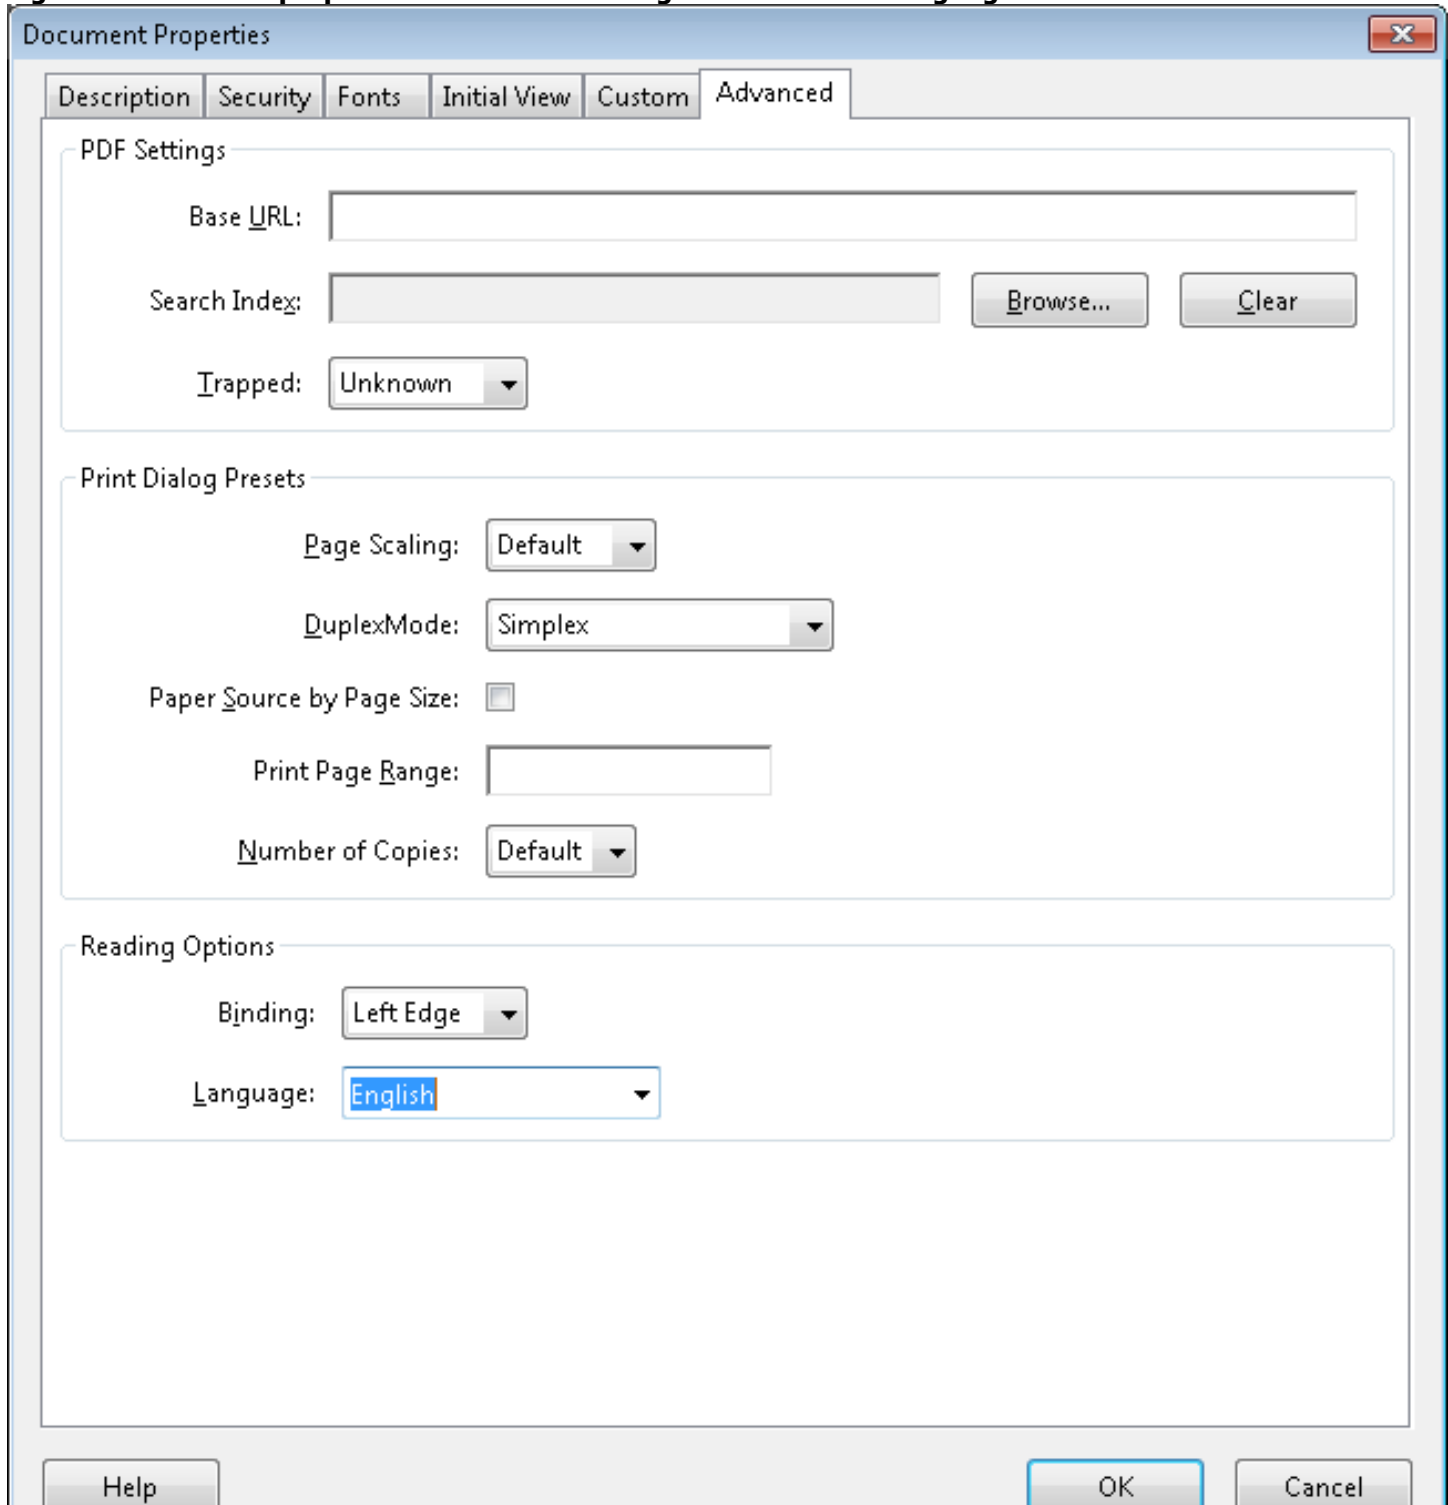 Document Properties
Description Security Fonts Initial View Custom Advanced
PDF Settings
Base URL:
Search Index: Browse... Clear
Trapped: Unknown
Print Dialog Presets
Page Scaling: Default
DuplexMode: Simplex
Paper Source by Page Size:
Print Page Range:
Number of Copies: Default
Reading Options
Binding: Left Edge
Language: English
Help OK Cancel